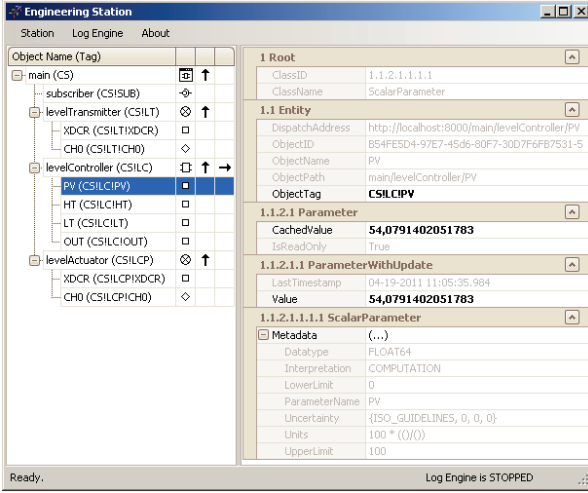 Engineering Station
Station Log Engine About
Object Name (Tag)
main (CS)
subscriber (CS!SUB)
levelTransmitter (CS!LT)
XDCR (CS!LT!XDCR)
CH0 (CS!LT!CH0)
levelController (CS!LC)
PV (CS!LC!PV)
HT (CS!LC!HT)
LT (CS!LC!LT)
OUT (CS!LC!OUT)
levelActuator (CS!LCP)
XDCR (CS!LCP!XDCR)
CH0 (CS!LCP!CH0)
1 Root
ClassID 1.1.2.1.1.1.1
ClassName ScalarParameter
1.1 Entity
DispatchAddress http://localhost:8000/main/levelController/PV
ObjectID B54FE5D4-97E7-45d6-80F7-30D7F6FB7531-5
ObjectName PV
ObjectPath main/levelController/PV
ObjectTag CS!LC!PV
1.1.2.1 Parameter
CachedValue 54,0791402051783
IsReadOnly True
1.1.2.1.1 ParameterWithUpdate
LastTimestamp 04-19-2011 11:05:35.984
Value 54,0791402051783
1.1.2.1.1.1.1 ScalarParameter
Metadata (...)
Datatype FLOAT64
Interpretation COMPUTATION
LowerLimit 0
ParameterName PV
Uncertainty {ISO_GUIDELINES, 0, 0, 0}
Units 100 * (()/())
UpperLimit 100
Ready. Log Engine is STOPPED